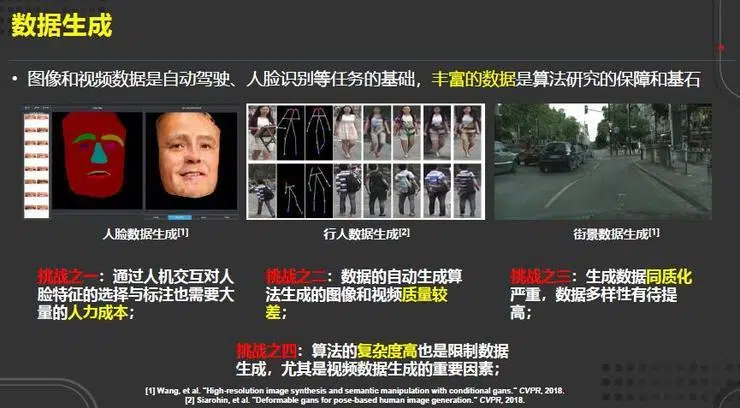 数据生成
• 图像和视频数据是自动驾驶、人脸识别等任务的基础，丰富的数据是算法研究的保障和基石
人脸数据生成[1]
行人数据生成[2]
街景数据生成[1]
挑战之一：通过人机交互对人
脸特征的选择与标注也需要大
量的人力成本；
挑战之二：数据的自动生成算
法生成的图像和视频质量较
差；
挑战之三：生成数据同质化
严重，数据多样性有待提
高；
挑战之四：算法的复杂度高也是限制数据
生成，尤其是视频数据生成的重要因素；
[1] Wang, et al. "High-resolution image synthesis and semantic manipulation with conditional gans." CVPR, 2018.
[2] Siarohin, et al. "Deformable gans for pose-based human image generation." CVPR, 2018.